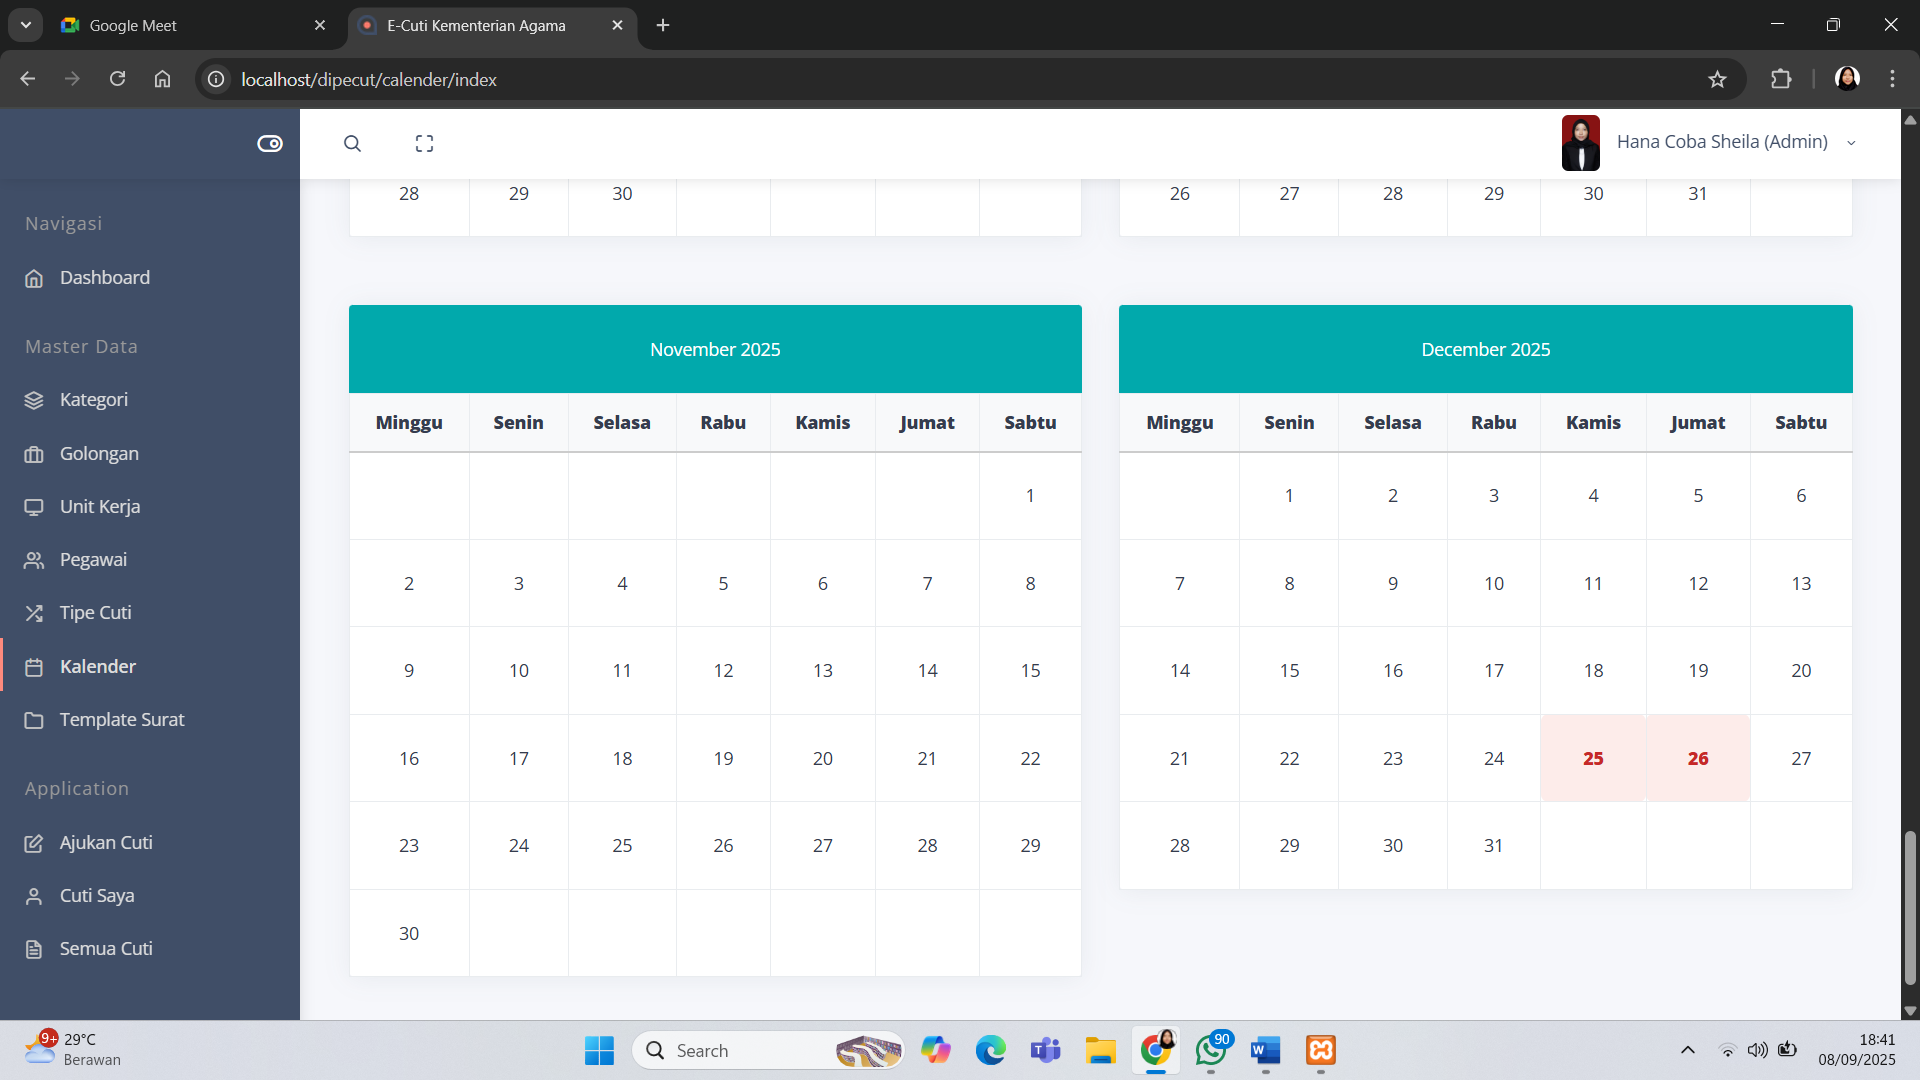 Google Meet
E-Cuti Kementerian Agama
localhost/dipecut/calender/index
Hana Coba Sheila (Admin)
Navigasi
Dashboard
Master Data
Kategori
Golongan
Unit Kerja
Pegawai
Tipe Cuti
Kalender
Template Surat
Application
Ajukan Cuti
Cuti Saya
Semua Cuti
28 29 30
26 27 28 29 30 31
November 2025
Minggu Senin Selasa Rabu Kamis Jumat Sabtu
1
2 3 4 5 6 7 8
9 10 11 12 13 14 15
16 17 18 19 20 21 22
23 24 25 26 27 28 29
30
December 2025
Minggu Senin Selasa Rabu Kamis Jumat Sabtu
1 2 3 4 5 6
7 8 9 10 11 12 13
14 15 16 17 18 19 20
21 22 23 24 25 26 27
28 29 30 31
9+
29°C
Berawan
Search
90
18:41
08/09/2025